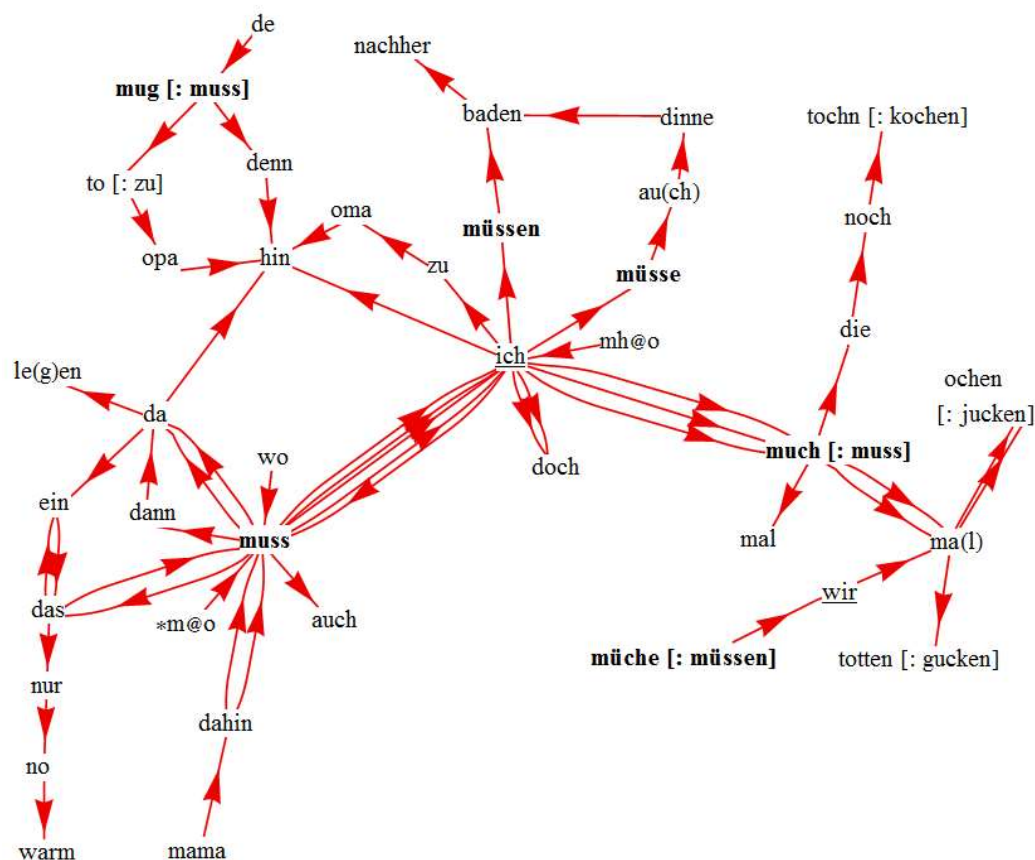 de
nachher
mug [: muss]
baden
dinne
tochn [: kochen]
denn
to [: zu]
au(ch)
oma
noch
müssen
opa
hin
zu
müsse
die
mh@o
ich
le(g)en
ochen
[: jucken]
da
wo
doch
much [: muss]
ein
dann
muss
mal
ma(l)
das
*m@o
auch
wir
müche [: müssen]
totten [: gucken]
nur
dahin
no
warm
mama